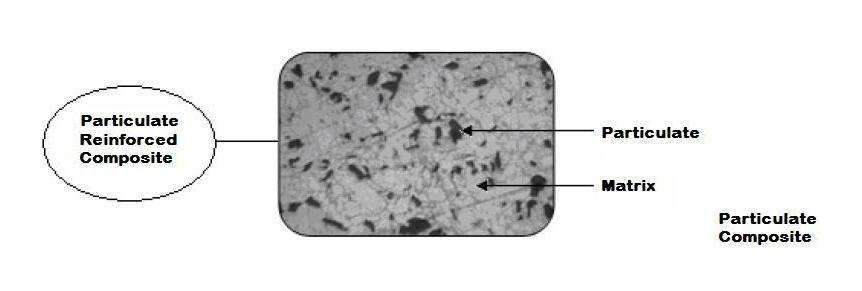 Particulate
Reinforced
Composite
Particulate
Matrix
Particulate
Composite